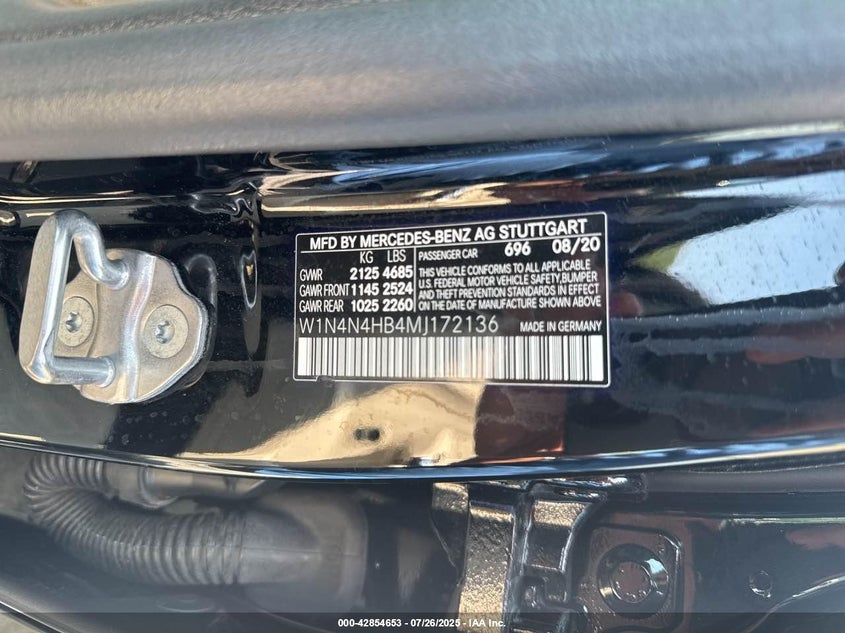 MFD BY MERCEDES-BENZ AG STUTTGART
KG LBS PASSENGER CAR 696 08/20
GWR 2125 4685 THIS VEHICLE CONFORMS TO ALL APPLICABLE
GAWR FRONT 1145 2524 U.S. FEDERAL MOTOR VEHICLE SAFETY, BUMPER
GAWR REAR 1025 2260 AND THEFT PREVENTION STANDARDS IN EFFECT
ON THE DATE OF MANUFACTURE SHOWN ABOVE
W1N4N4HB4MJ172136 MADE IN GERMANY
000-42854653 - 07/26/2025 - IAA Inc.